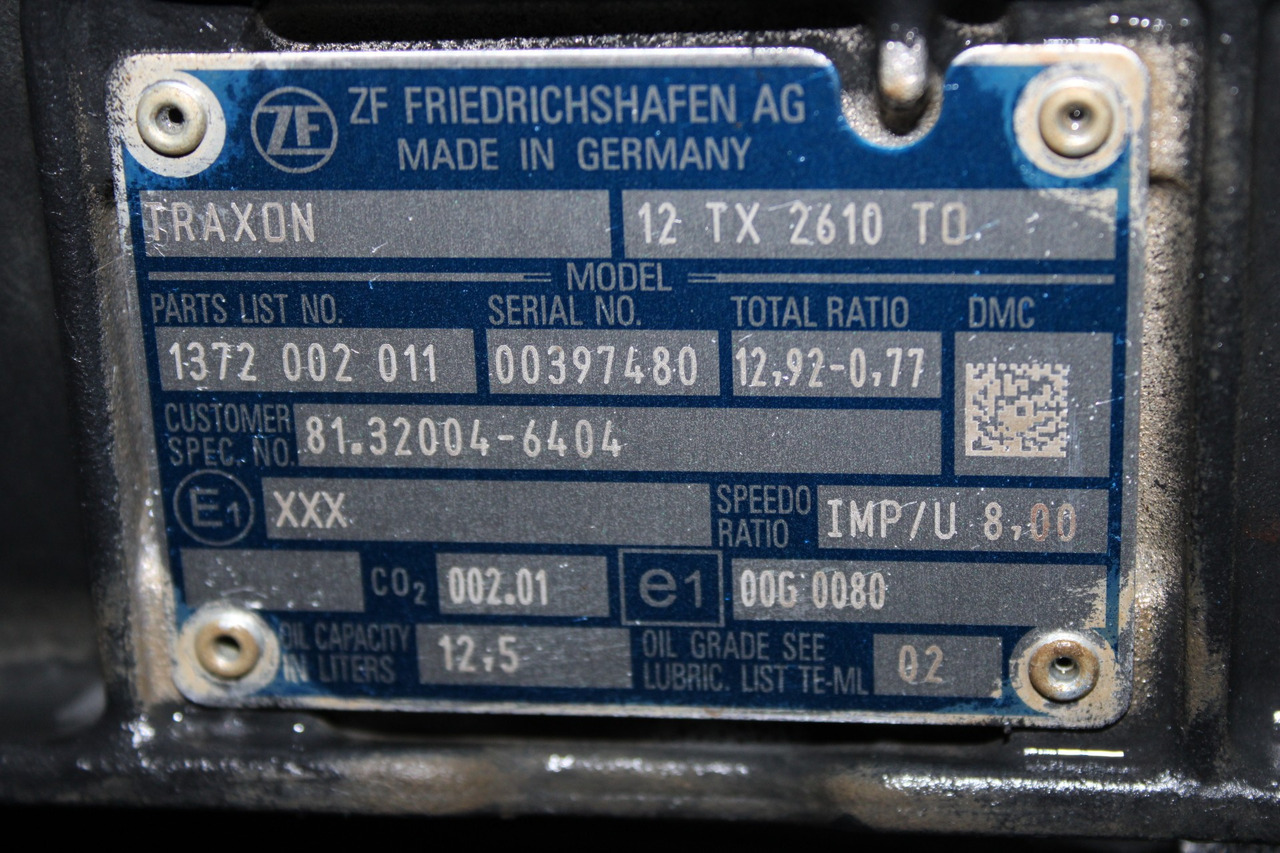 ZF ZF FRIEDRICHSHAFEN AG
MADE IN GERMANY
TRAXON 12 TX 2610 TO
MODEL
PARTS LIST NO. SERIAL NO. TOTAL RATIO DMC
1372 002 011 00397480 12,92-0,77
CUSTOMER
SPEC. NO. 81.32004-6404
E1 XXX SPEEDO
RATIO IMP/U 8,00
CO2 002.01 e1 00G 0080
OIL CAPACITY
IN LITERS 12,5 OIL GRADE SEE
LUBRIC. LIST TE-ML 02